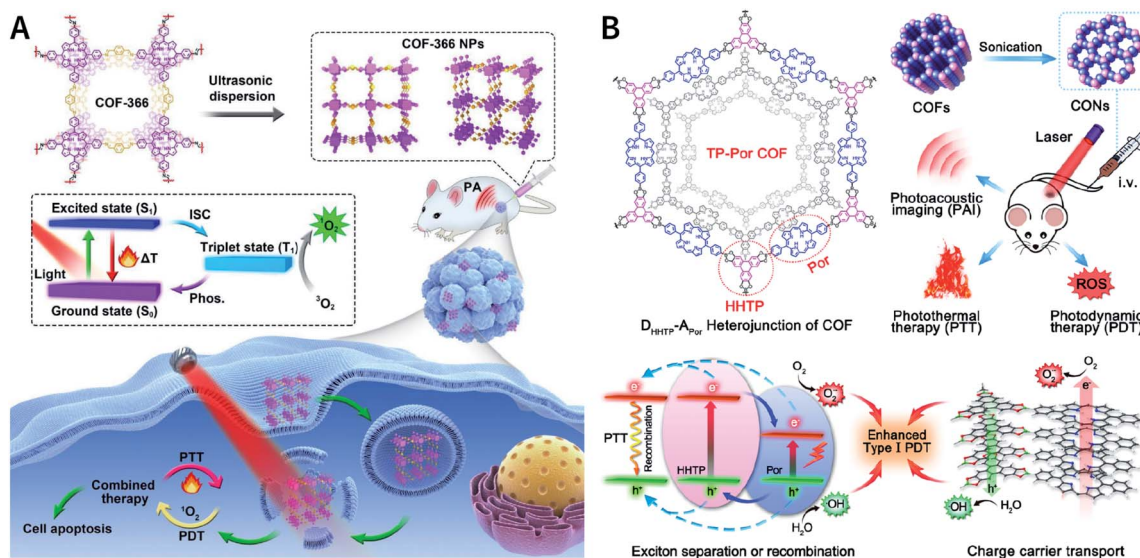 A
COF-366
Ultrasonic
dispersion
COF-366 NPs
Excited state (S₁)
ISC
Triplet state (T₁)
O₂
Light
ΔT
Phos.
Ground state (S₀)
³O₂
PA
PTT
Combined
therapy
¹O₂
PDT
Cell apoptosis
B
TP-Por COF
Por
HHTP
D_HHTP-A_Por Heterojunction of COF
Sonication
COFs
CONs
Laser
i.v.
Photoacoustic
imaging (PAI)
Photothermal
therapy (PTT)
ROS
Photodynamic
therapy (PDT)
e⁻
e⁻
e⁻
PTT
Recombination
HHTP
Por
h⁺
h⁺
h⁺
O₂
O₂⁻
H₂O
OH
Exciton separation or recombination
Enhanced
Type I PDT
O₂⁻
O₂
e⁻
h⁺
OH
H₂O
Charge carrier transport